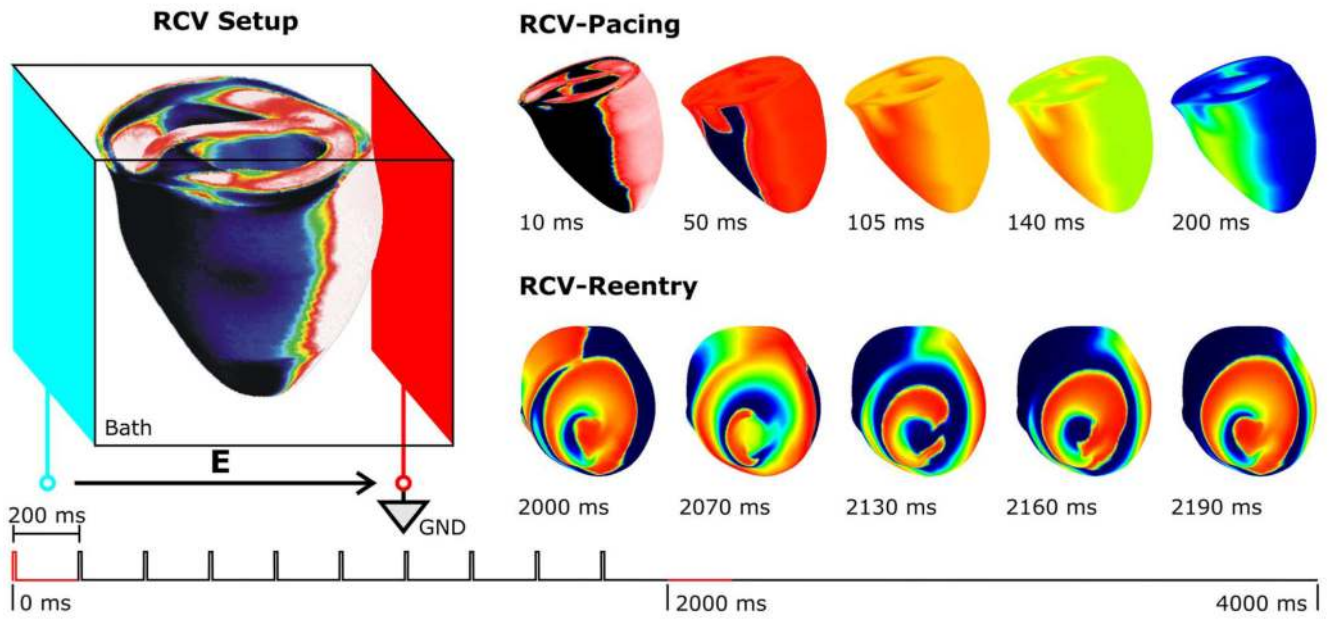 RCV Setup
Bath
E
GND
200 ms
RCV-Pacing
10 ms
50 ms
105 ms
140 ms
200 ms
RCV-Reentry
2000 ms
2070 ms
2130 ms
2160 ms
2190 ms
0 ms
2000 ms
4000 ms